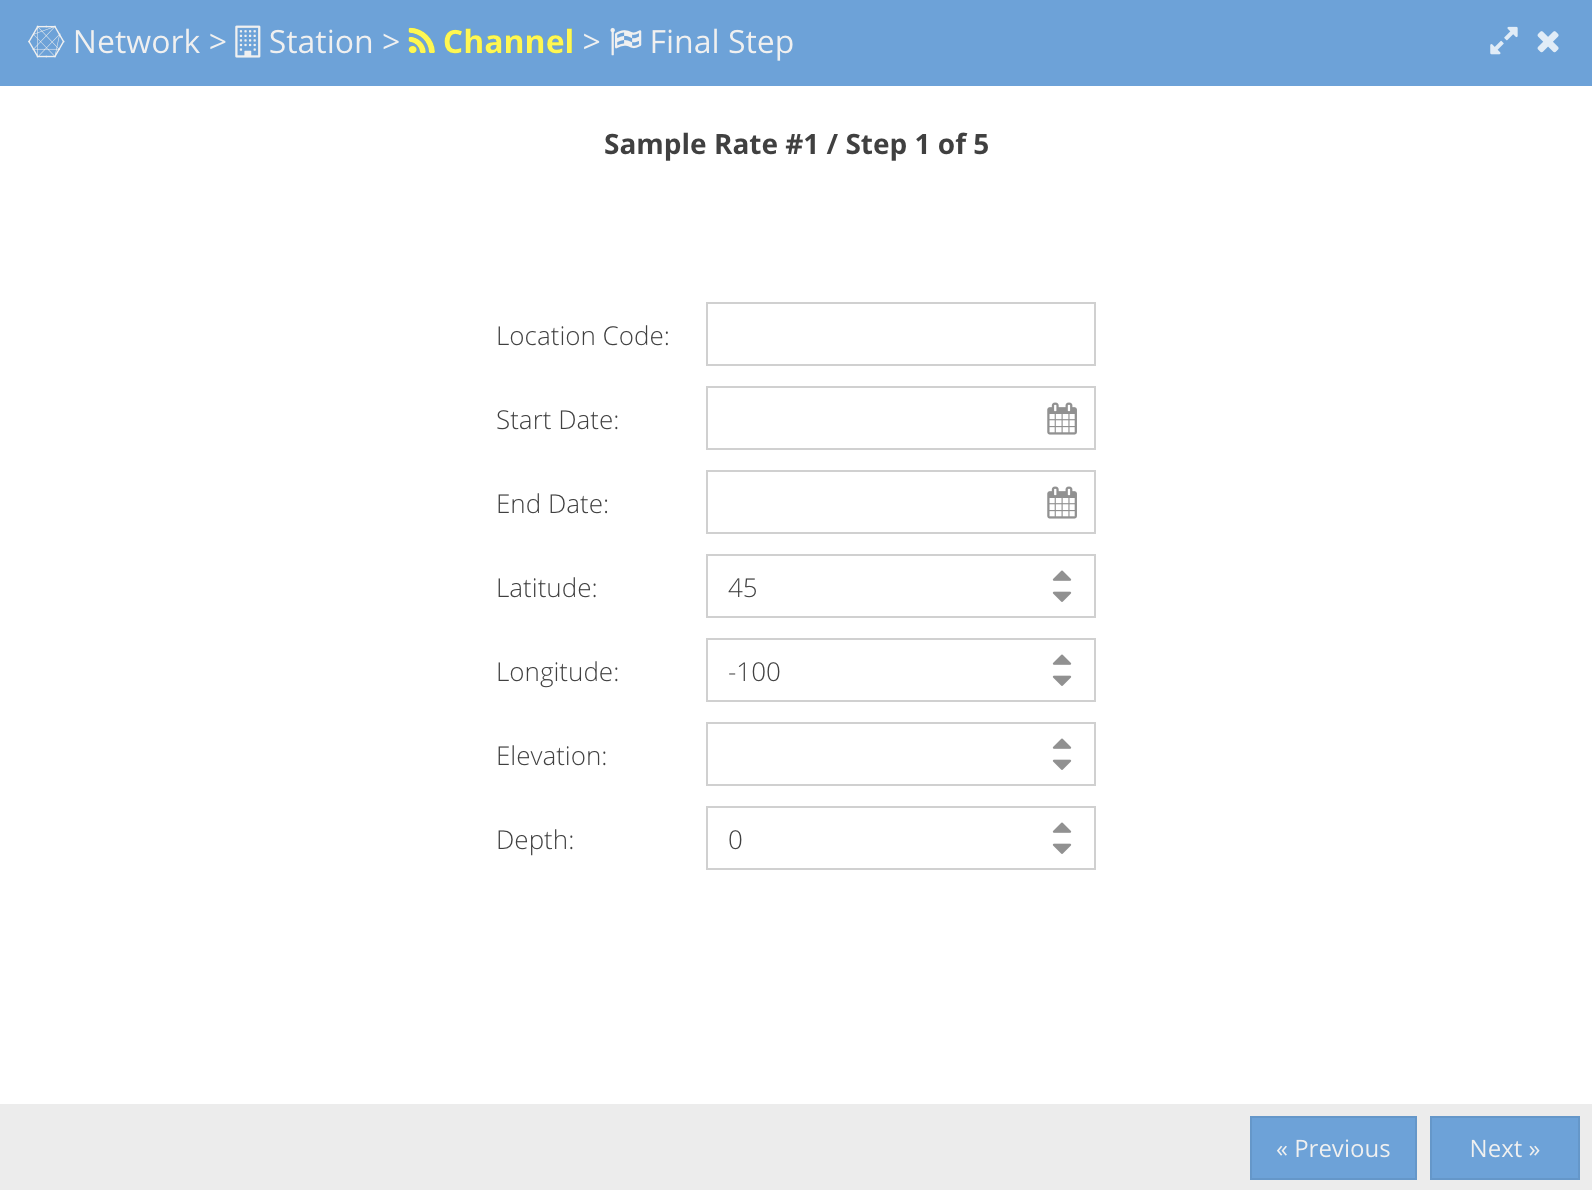 Network > Station > Channel > Final Step
Sample Rate #1 / Step 1 of 5
Location Code:
Start Date:
End Date:
Latitude: 45
Longitude: -100
Elevation:
Depth: 0
« Previous Next »